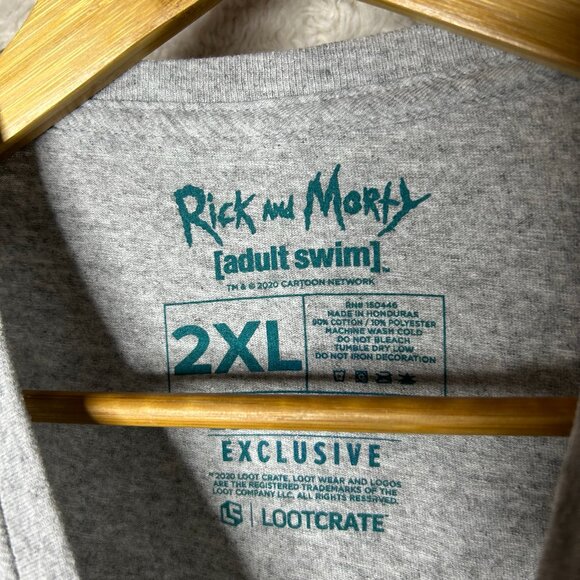 Rick and Morty
[adult swim]™
™ & © 2020 CARTOON NETWORK
2XL
RN# 150446
MADE IN HONDURAS
90% COTTON / 10% POLYESTER
MACHINE WASH COLD
DO NOT BLEACH
TUMBLE DRY LOW
DO NOT IRON DECORATION
EXCLUSIVE
©2020 LOOT CRATE, LOOT WEAR AND LOGOS
ARE THE REGISTERED TRADEMARKS OF THE
LOOT COMPANY LLC. ALL RIGHTS RESERVED.
LOOTCRATE